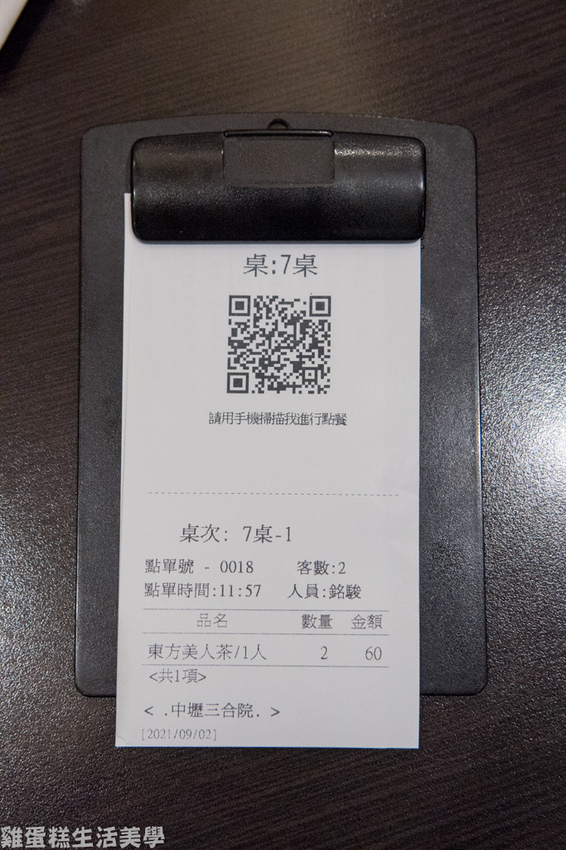 桌:7桌
請用手機掃描我進行點餐
桌次: 7桌-1
點單號 - 0018 客數:2
點單時間:11:57 人員:銘駿
品名 數量 金額
東方美人茶/1人 2 60
<共1項>
< .中壢三合院. >
[2021/09/02]
雞蛋糕生活美學